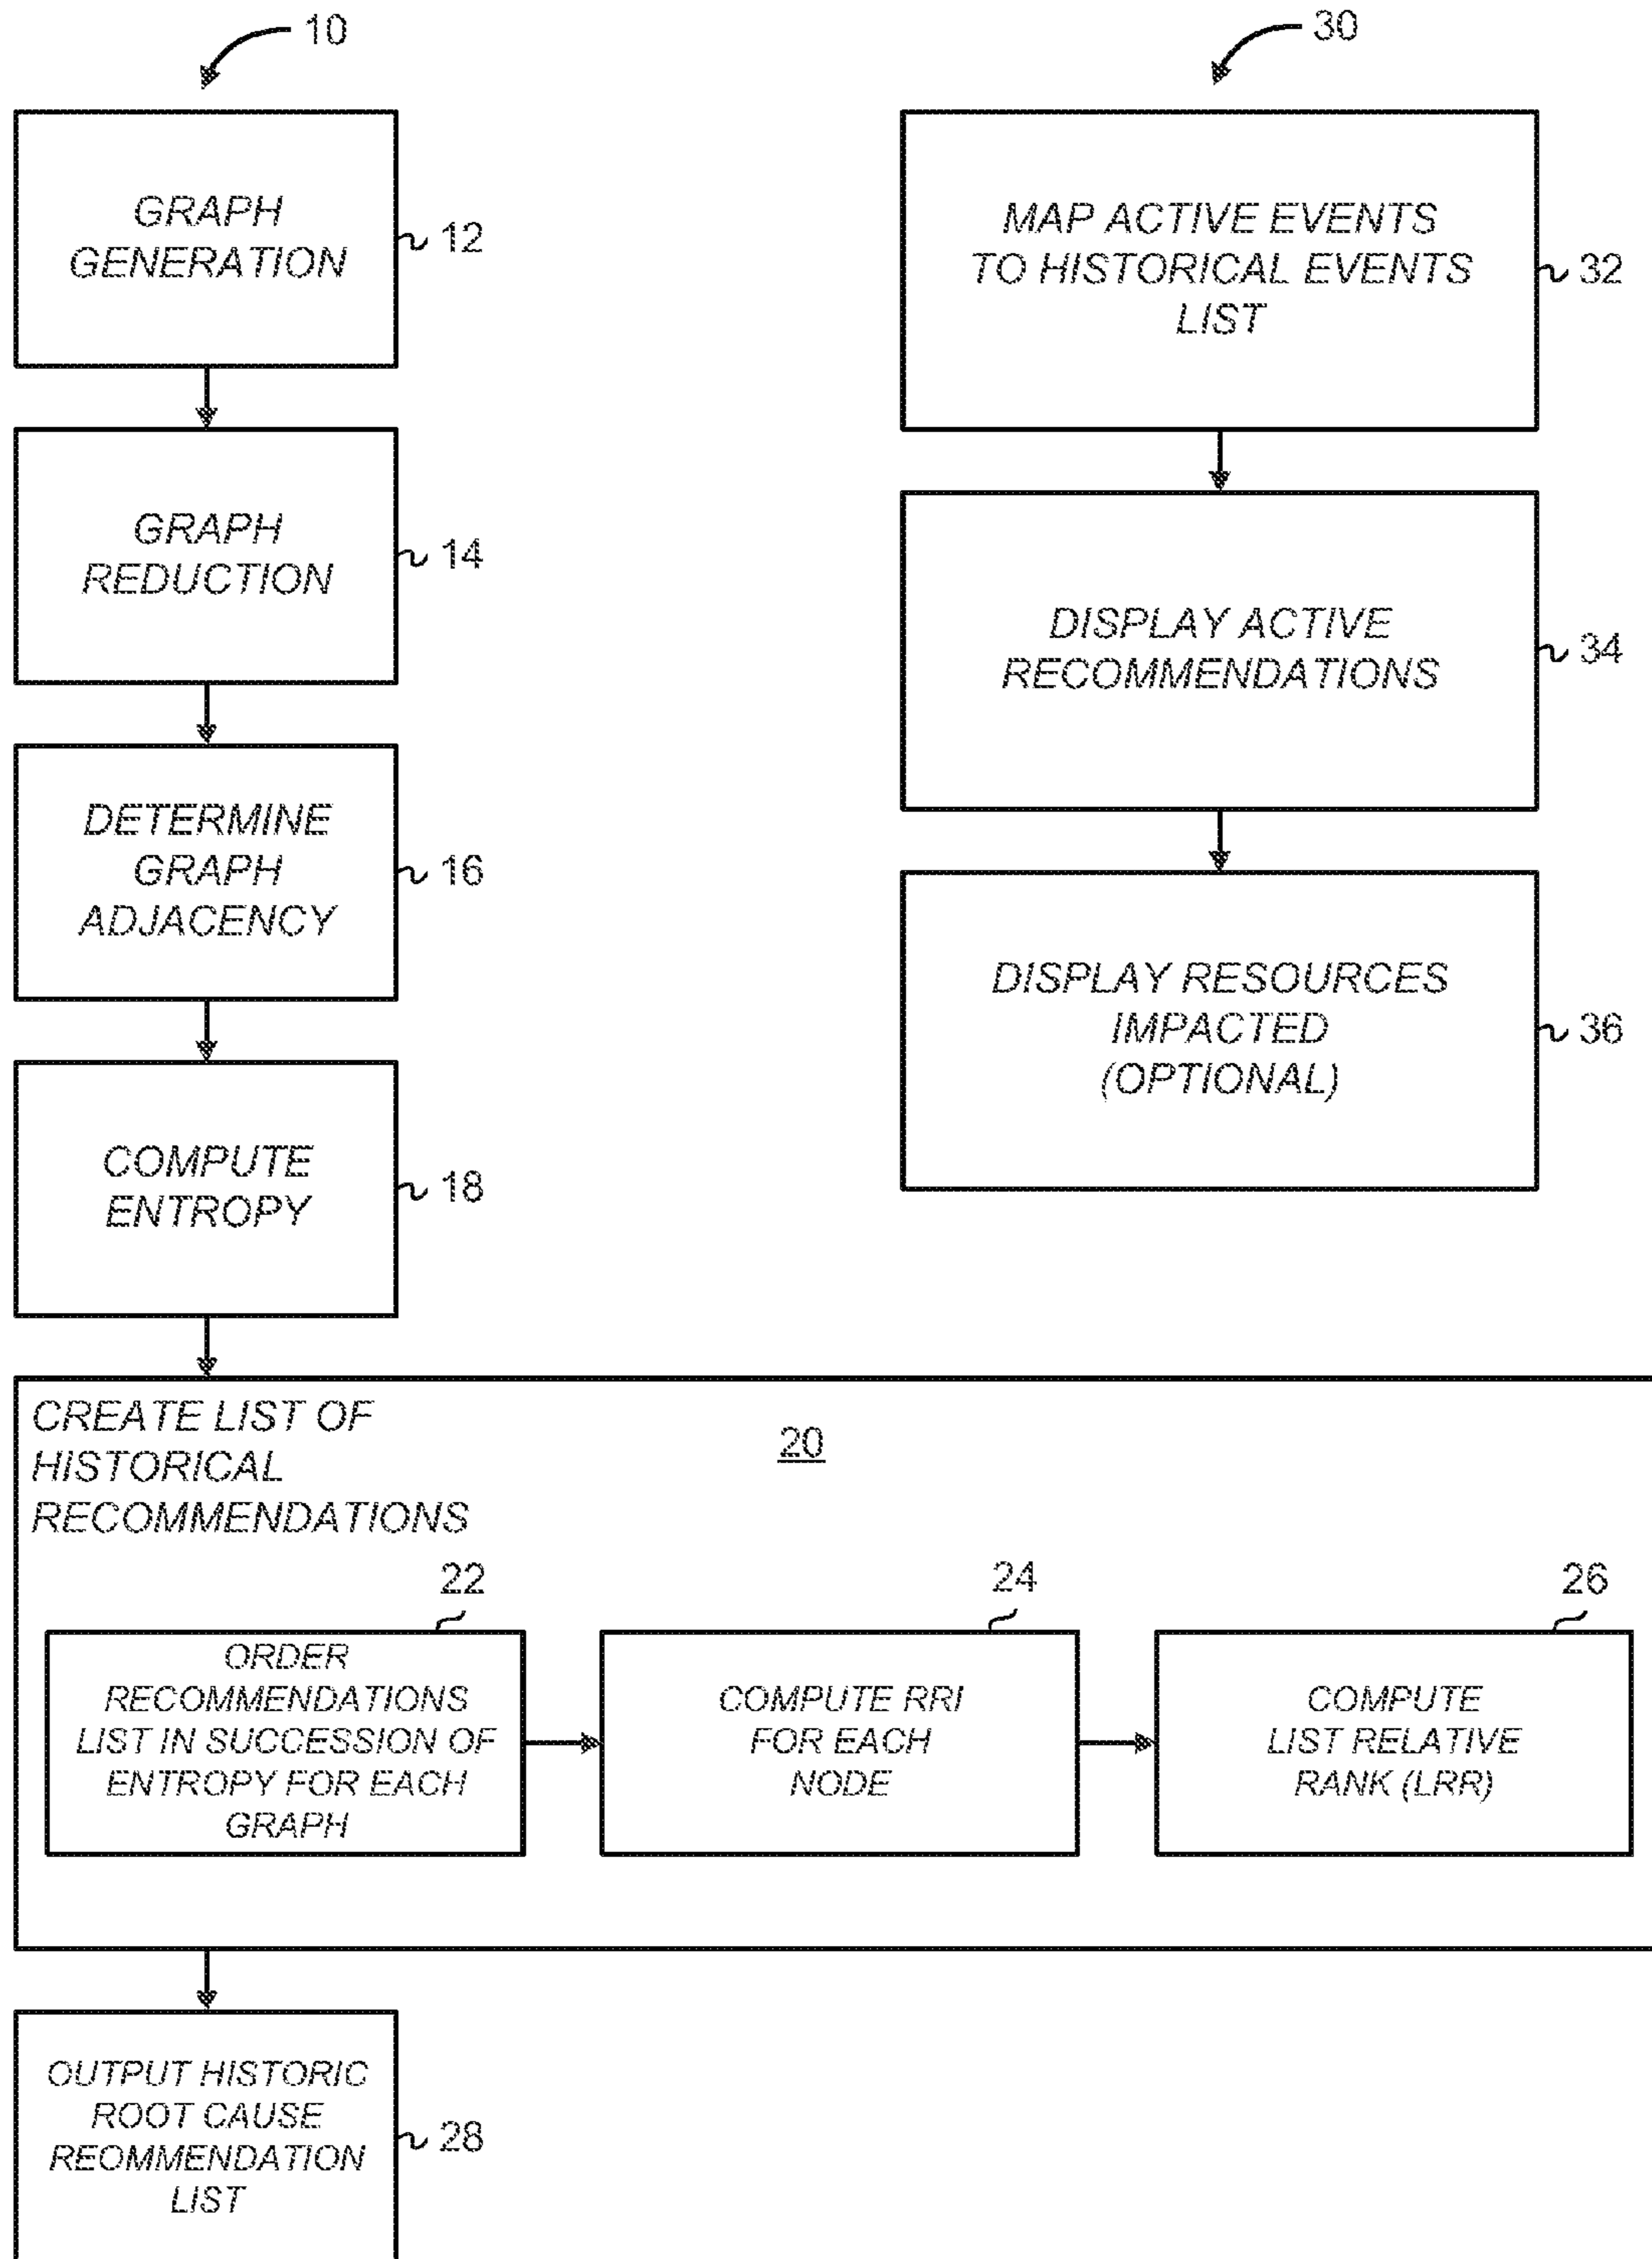 10
GRAPH
GENERATION
12
GRAPH
REDUCTION
14
DETERMINE
GRAPH
ADJACENCY
16
COMPUTE
ENTROPY
18
CREATE LIST OF
HISTORICAL
RECOMMENDATIONS
20
22
ORDER
RECOMMENDATIONS
LIST IN SUCCESSION OF
ENTROPY FOR EACH
GRAPH
24
COMPUTE RRI
FOR EACH
NODE
26
COMPUTE
LIST RELATIVE
RANK (LRR)
OUTPUT HISTORIC
ROOT CAUSE
REOMMENDATION
LIST
28
30
MAP ACTIVE EVENTS
TO HISTORICAL EVENTS
LIST
32
DISPLAY ACTIVE
RECOMMENDATIONS
34
DISPLAY RESOURCES
IMPACTED
(OPTIONAL)
36